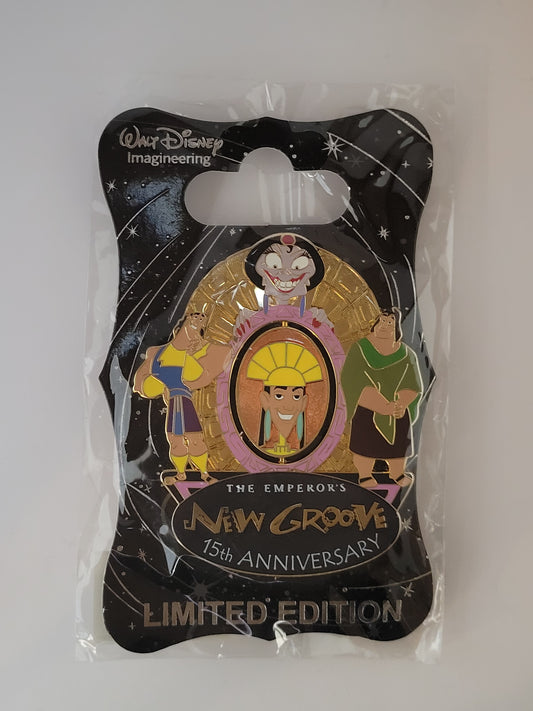 WALT DISNEY
Imagineering
THE EMPEROR'S
NEW GROOVE
15th ANNIVERSARY
LIMITED EDITION